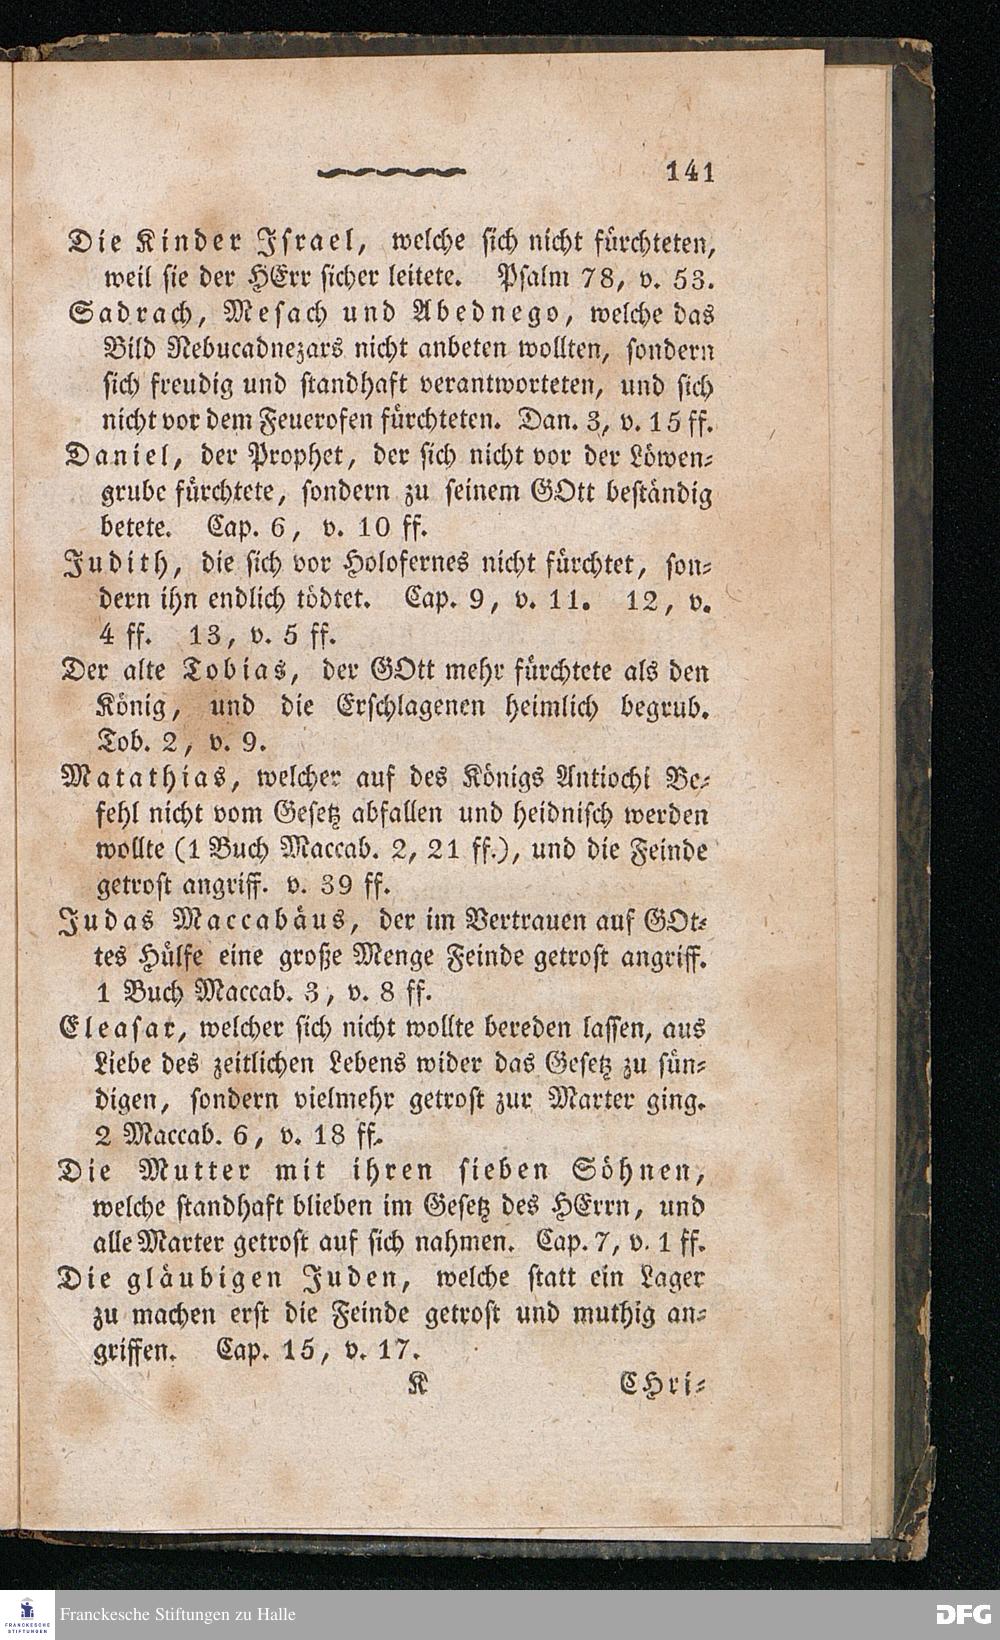 141
Die Kinder Israel, welche sich nicht fürchteten,
weil sie der HErr sicher leitete. Psalm 78, v. 53.
Sadrach, Mesach und Abednego, welche das
Bild Nebucadnezars nicht anbeten wollten, sondern
sich freudig und standhaft verantworteten, und sich
nicht vor dem Feuerofen fürchteten. Dan. 3, v. 15 ff.
Daniel, der Prophet, der sich nicht vor der Löwen-
grube fürchtete, sondern zu seinem GOtt beständig
betete. Cap. 6, v. 10 ff.
Judith, die sich vor Holofernes nicht fürchtet, son-
dern ihn endlich tödtet. Cap. 9, v. 11. 12, v.
4 ff. 13, v. 5 ff.
Der alte Tobias, der GOtt mehr fürchtete als den
König, und die Erschlagenen heimlich begrub.
Tob. 2, v. 9.
Matathias, welcher auf des Königs Antiochi Be-
fehl nicht vom Gesetz abfallen und heidnisch werden
wollte (1 Buch Maccab. 2, 21 ff.), und die Feinde
getrost angriff. v. 39 ff.
Judas Maccabäus, der im Vertrauen auf GOt-
tes Hülfe eine große Menge Feinde getrost angriff.
1 Buch Maccab. 3, v. 8 ff.
Eleasar, welcher sich nicht wollte bereden lassen, aus
Liebe des zeitlichen Lebens wider das Gesetz zu sün-
digen, sondern vielmehr getrost zur Marter ging.
2 Maccab. 6, v. 18 ff.
Die Mutter mit ihren sieben Söhnen,
welche standhaft blieben im Gesetz des HErrn, und
alle Marter getrost auf sich nahmen. Cap. 7, v. 1 ff.
Die gläubigen Juden, welche statt ein Lager
zu machen erst die Feinde getrost und muthig an-
griffen. Cap. 15, v. 17.
K CHri-
FRANCKESCHE
STIFTUNGEN
Franckesche Stiftungen zu Halle
DFG